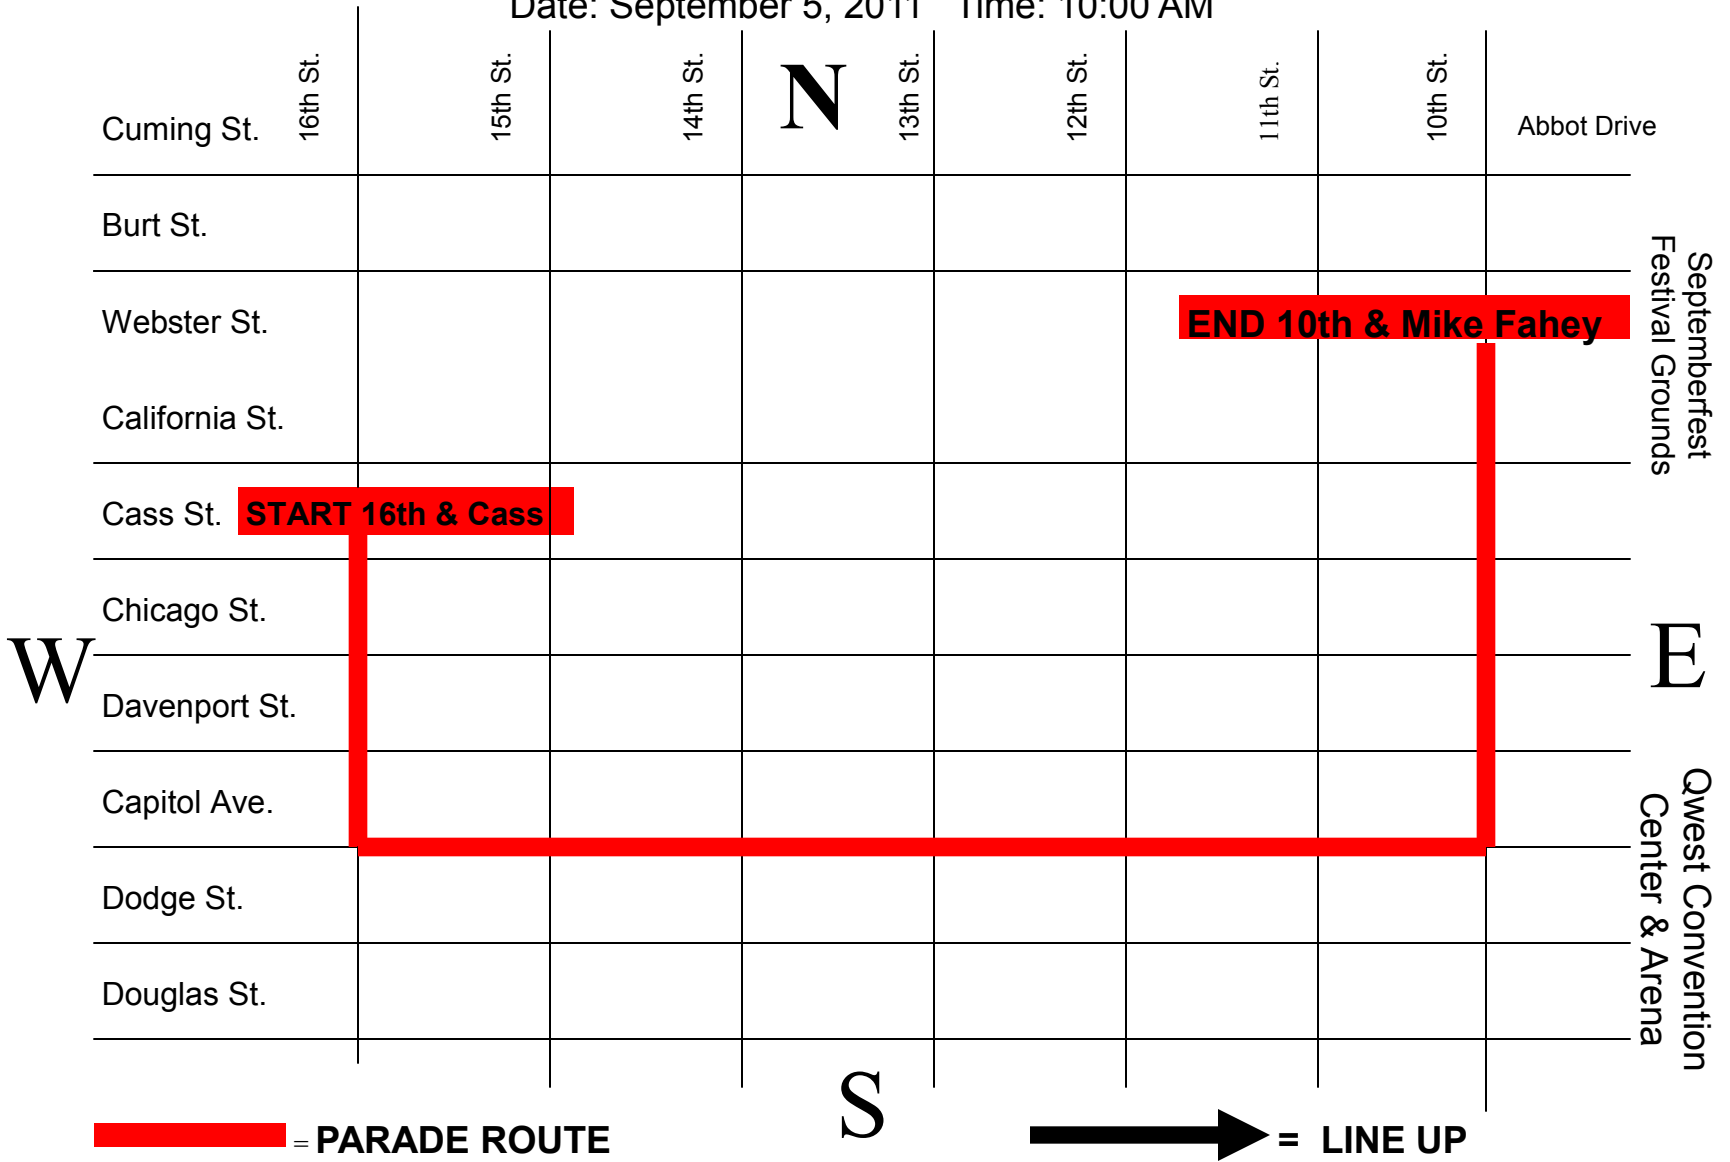 Date: September 5, 2011 Time: 10:00 AM
16th St.
15th St.
14th St.
N
13th St.
12th St.
11th St.
10th St.
Abbot Drive
Cuming St.
Burt St.
Webster St.
END 10th & Mike Fahey
Septemberfest
Festival Grounds
California St.
Cass St.
START 16th & Cass
Chicago St.
W
E
Davenport St.
Capitol Ave.
Qwest Convention
Center & Arena
Dodge St.
Douglas St.
S
= PARADE ROUTE
= LINE UP